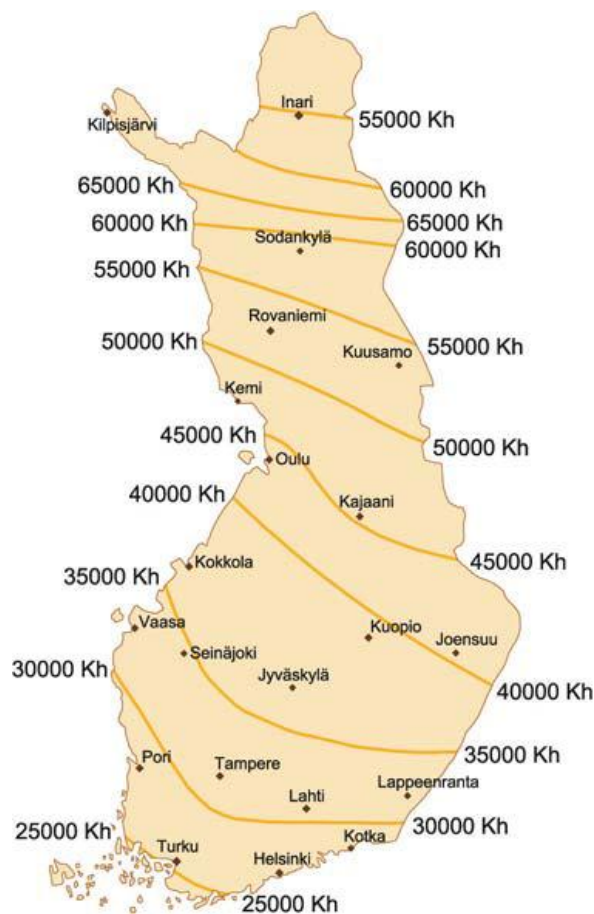 Inari
55000 Kh
Kilpisjärvi
65000 Kh
60000 Kh
60000 Kh
65000 Kh
Sodankylä
60000 Kh
55000 Kh
Rovaniemi
50000 Kh
Kuusamo
55000 Kh
Kemi
45000 Kh
50000 Kh
Oulu
40000 Kh
Kajaani
Kokkola
45000 Kh
35000 Kh
Vaasa
Kuopio
Joensuu
Seinäjoki
30000 Kh
Jyväskylä
40000 Kh
35000 Kh
Pori
Tampere
Lappeenranta
Lahti
30000 Kh
25000 Kh
Kotka
Turku
Helsinki
25000 Kh